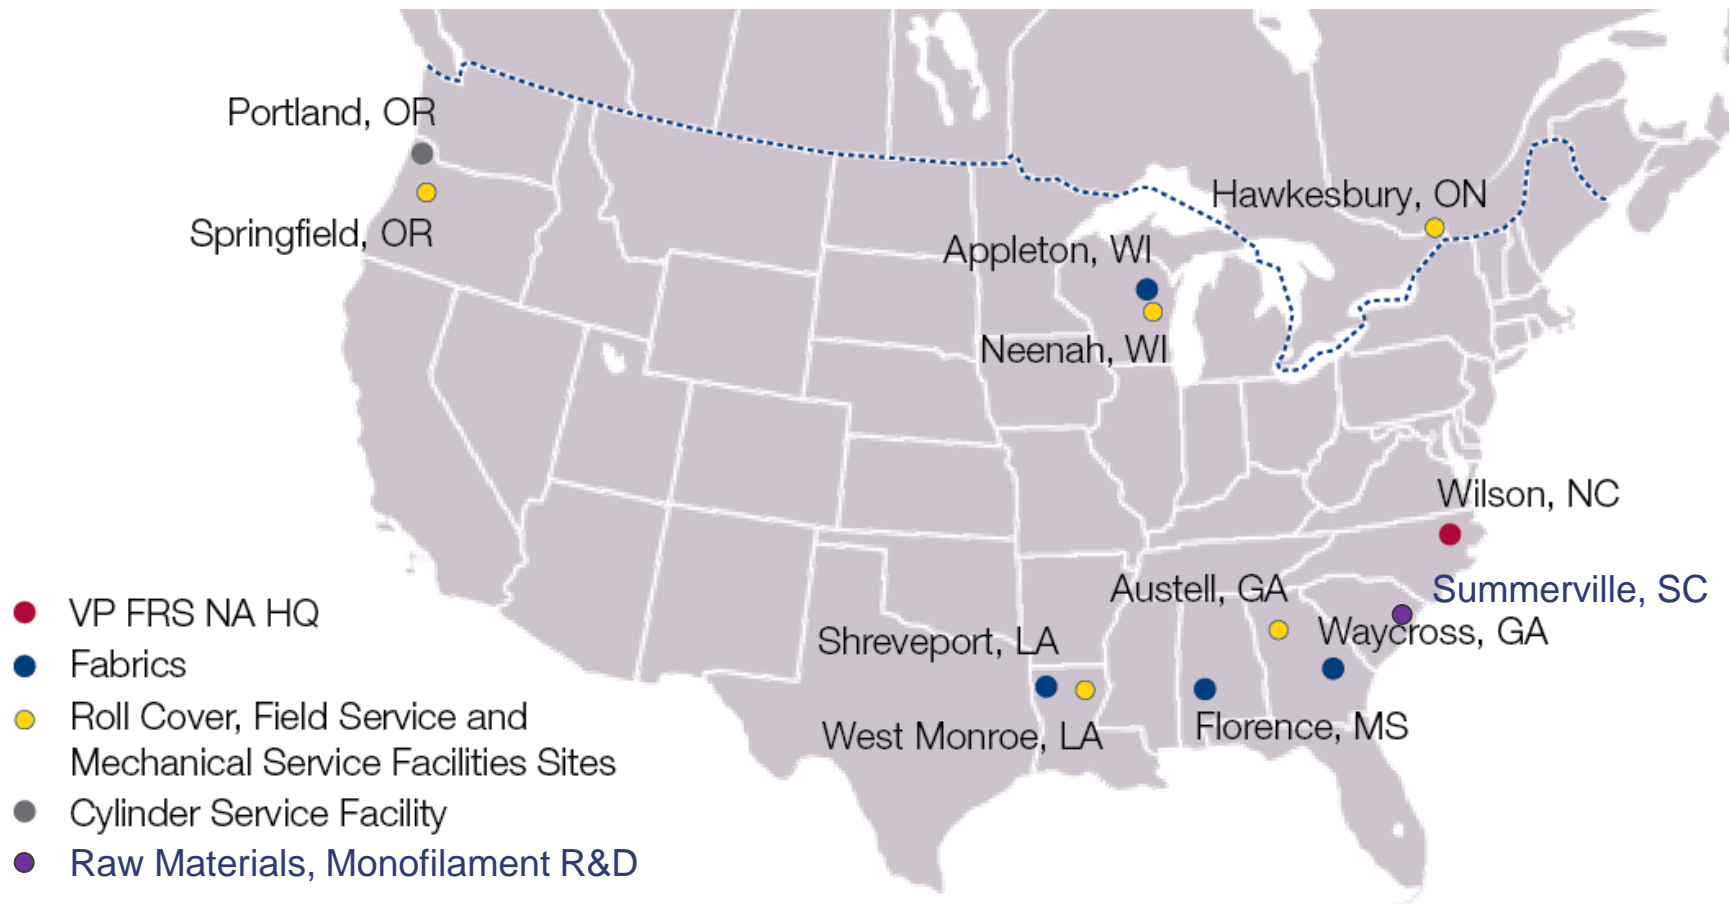 Portland, OR
Springfield, OR
Hawkesbury, ON
Appleton, WI
Neenah, WI
Wilson, NC
Summerville, SC
Austell, GA
Waycross, GA
Shreveport, LA
West Monroe, LA
Florence, MS
VP FRS NA HQ
Fabrics
Roll Cover, Field Service and
Mechanical Service Facilities Sites
Cylinder Service Facility
Raw Materials, Monofilament R&D